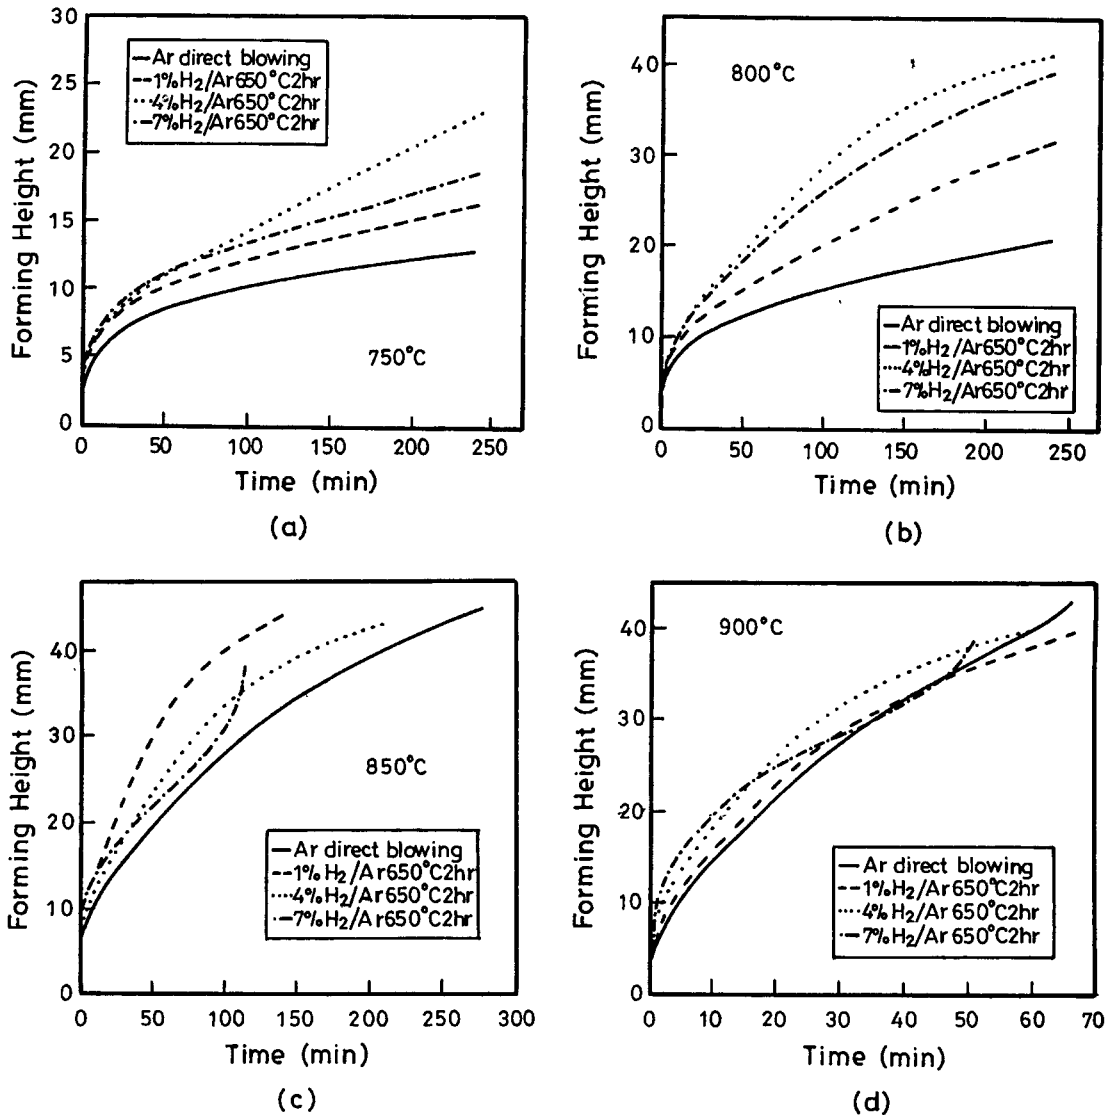 30
25
20
15
10
5
0
Forming Height (mm)
Ar direct blowing
1%H2/Ar650°C2hr
4%H2/Ar650°C2hr
7%H2/Ar650°C2hr
750°C
0 50 100 150 200 250
Time (min)
(a)
40
30
20
10
0
Forming Height (mm)
800°C
Ar direct blowing
1%H2/Ar650°C2hr
4%H2/Ar650°C2hr
7%H2/Ar650°C2hr
0 50 100 150 200 250
Time (min)
(b)
40
30
20
10
0
Forming Height (mm)
850°C
Ar direct blowing
1%H2/Ar650°C2hr
4%H2/Ar650°C2hr
7%H2/Ar650°C2hr
0 50 100 150 200 250 300
Time (min)
(c)
40
30
20
10
0
Forming Height (mm)
900°C
Ar direct blowing
1%H2/Ar650°C2hr
4%H2/Ar650°C2hr
7%H2/Ar650°C2hr
0 10 20 30 40 50 60 70
Time (min)
(d)